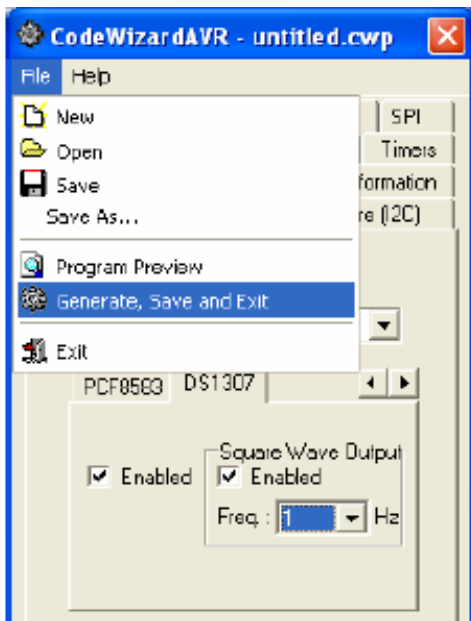 CodeWizardAVR - untitled.cwp
File Help
New
SPI
Open
Timers
Save
formation
Save As...
re (I2C)
Program Preview
Generate, Save and Exit
Exit
PCF8583 DS1307
Square Wave Output
Enabled
Enabled
Freq. : 1 Hz